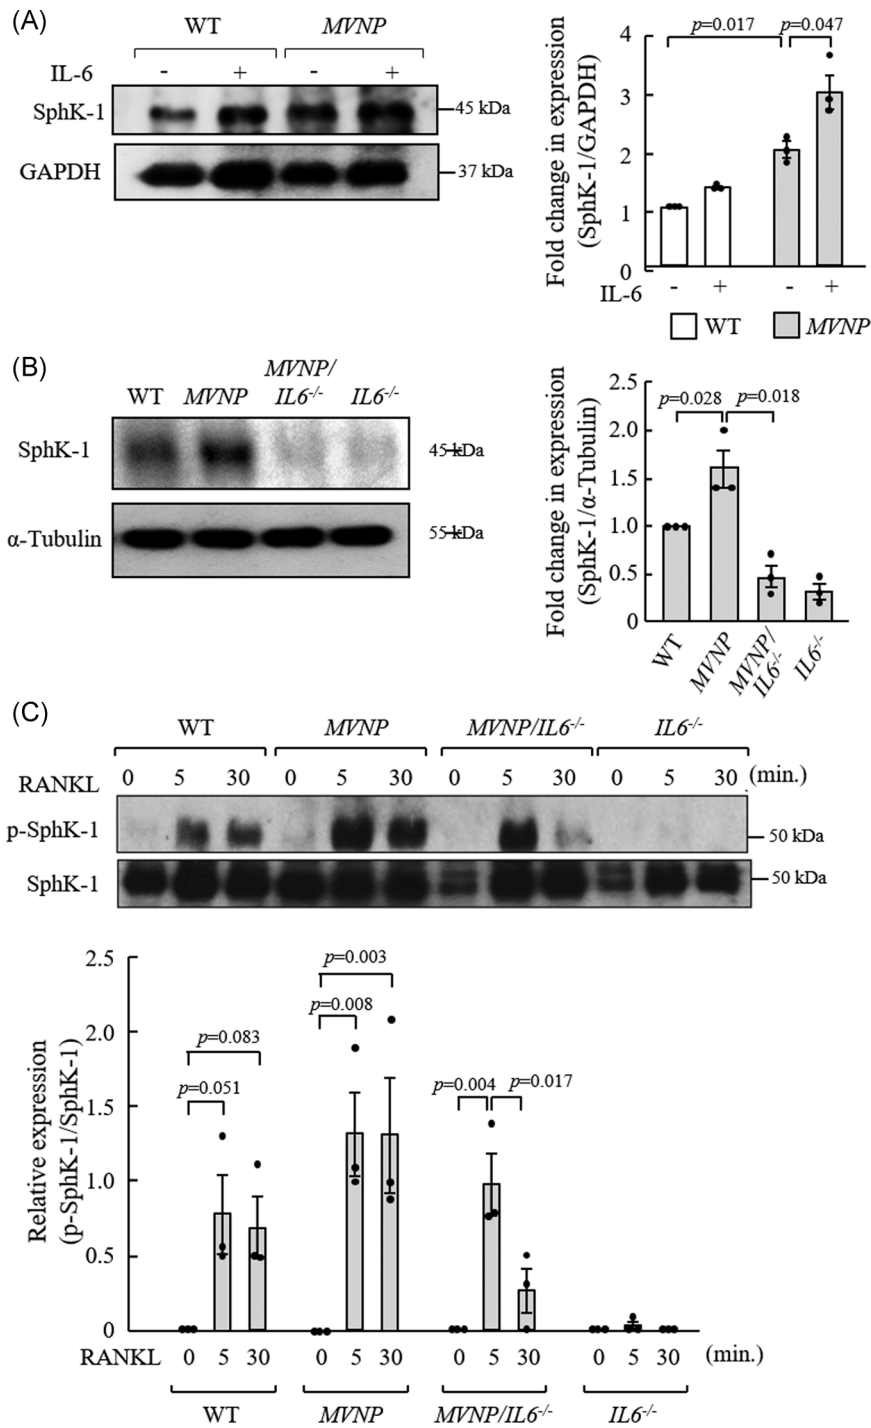 (A)
WT MVNP
IL-6 - + - +
SphK-1 45 kDa
GAPDH 37 kDa
Fold change in expression
(SphK-1/GAPDH)
4
3
2
1
0
p=0.017 p=0.047
IL-6 - + - +
WT MVNP
(B)
WT MVNP MVNP/
IL6-/- IL6-/-
SphK-1 45 kDa
α-Tubulin 55 kDa
Fold change in expression
(SphK-1/α-Tubulin)
2.5
2.0
1.5
1.0
0.5
0
p=0.028 p=0.018
WT MVNP MVNP/
IL6-/- IL6-/-
(C)
WT MVNP MVNP/IL6-/- IL6-/-
RANKL 0 5 30 0 5 30 0 5 30 0 5 30 (min.)
p-SphK-1 50 kDa
SphK-1 50 kDa
Relative expression
(p-SphK-1/SphK-1)
2.5
2.0
1.5
1.0
0.5
0
p=0.083
p=0.051
p=0.003
p=0.008
p=0.004 p=0.017
RANKL 0 5 30 0 5 30 0 5 30 0 5 30 (min.)
WT MVNP MVNP/IL6-/- IL6-/-